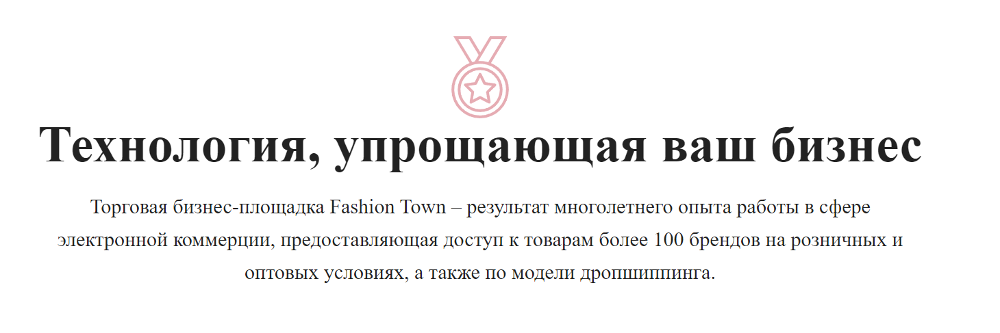 Технология, упрощающая ваш бизнес
Торговая бизнес-площадка Fashion Town – результат многолетнего опыта работы в сфере
электронной коммерции, предоставляющая доступ к товарам более 100 брендов на розничных и
оптовых условиях, а также по модели дропшиппинга.